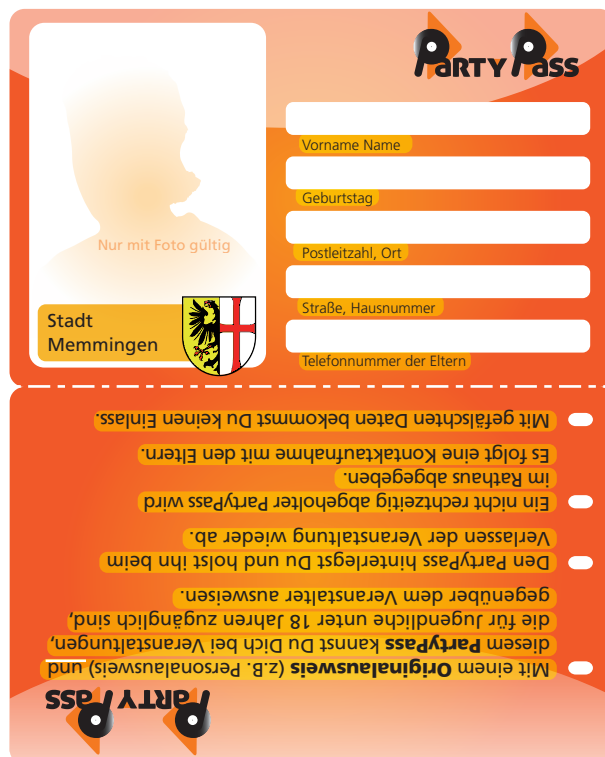 PARTY PASS
Vorname Name
Geburtstag
Postleitzahl, Ort
Straße, Hausnummer
Telefonnummer der Eltern
Nur mit Foto gültig
Stadt
Memmingen
PARTY PASS
Mit einem Originalausweis (z.B. Personalausweis) und
diesem PartyPass kannst Du Dich bei Veranstaltungen,
die für Jugendliche unter 18 Jahren zugänglich sind,
gegenüber dem Veranstalter ausweisen.
Den PartyPass hinterlegst Du und holst ihn beim
Verlassen der Veranstaltung wieder ab.
Ein nicht rechtzeitig abgeholter PartyPass wird
im Rathaus abgegeben.
Es folgt eine Kontaktaufnahme mit den Eltern.
Mit gefälschten Daten bekommst Du keinen Einlass.